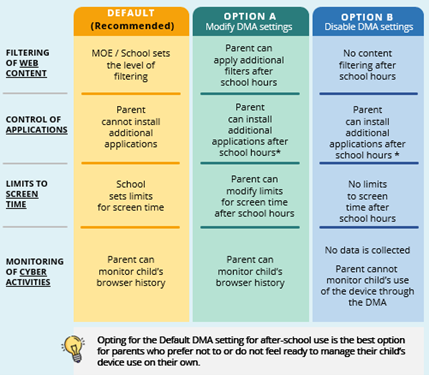 DEFAULT
(Recommended)
OPTION A
Modify DMA settings
OPTION B
Disable DMA settings
FILTERING
OF WEB
CONTENT
MOE / School sets
the level of
filtering
Parent can
apply additional
filters after
school hours
No content
filtering after
school hours
CONTROL OF
APPLICATIONS
Parent
cannot install
additional
applications
Parent
can install
additional
applications after
school hours*
Parent
can install
additional
applications after
school hours *
LIMITS TO
SCREEN
TIME
School
sets limits
for screen time
Parent can
modify limits
for screen time
after school hours
No limits
to screen
time after
school hours
MONITORING
OF CYBER
ACTIVITIES
Parent can
monitor child's
browser history
Parent can
monitor child's
browser history
No data is collected
Parent cannot
monitor child's use
of the device through
the DMA
Opting for the Default DMA setting for after-school use is the best option
for parents who prefer not to or do not feel ready to manage their child's
device use on their own.